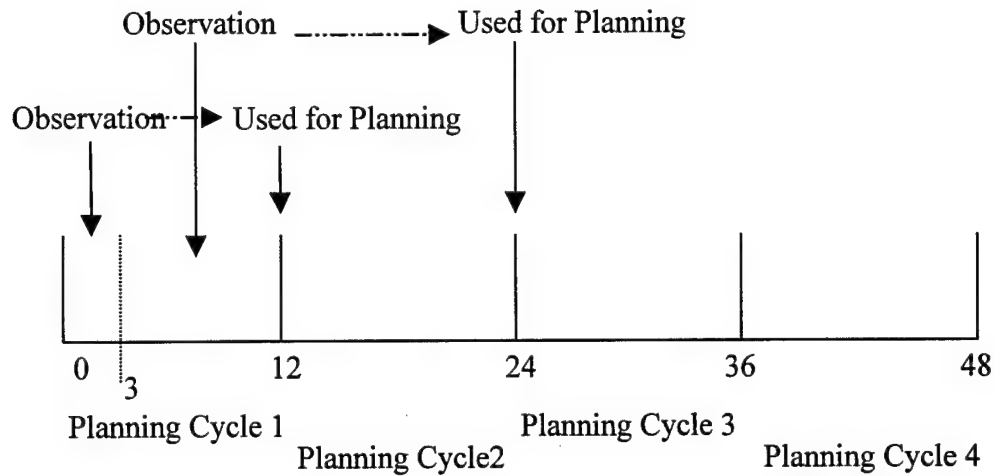 Observation Used for Planning
Observation Used for Planning
0 3 12 24 36 48
Planning Cycle 1
Planning Cycle2
Planning Cycle 3
Planning Cycle 4